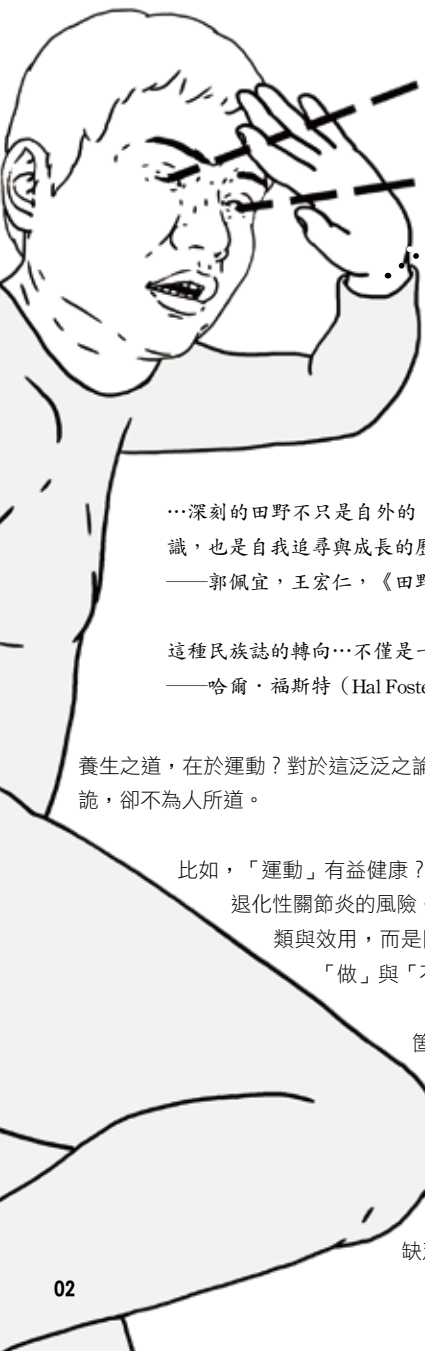 …深刻的田野不只是自外的
識，也是自我追尋與成長的
——郭佩宜，王宏仁，《田野
這種民族誌的轉向…不僅是一
——哈爾．福斯特（Hal Foste
養生之道，在於運動？對於這泛泛之論
詭，卻不為人所道。
比如，「運動」有益健康？
退化性關節炎的風險
類與效用，而是
「做」與「不
箇
缺
02